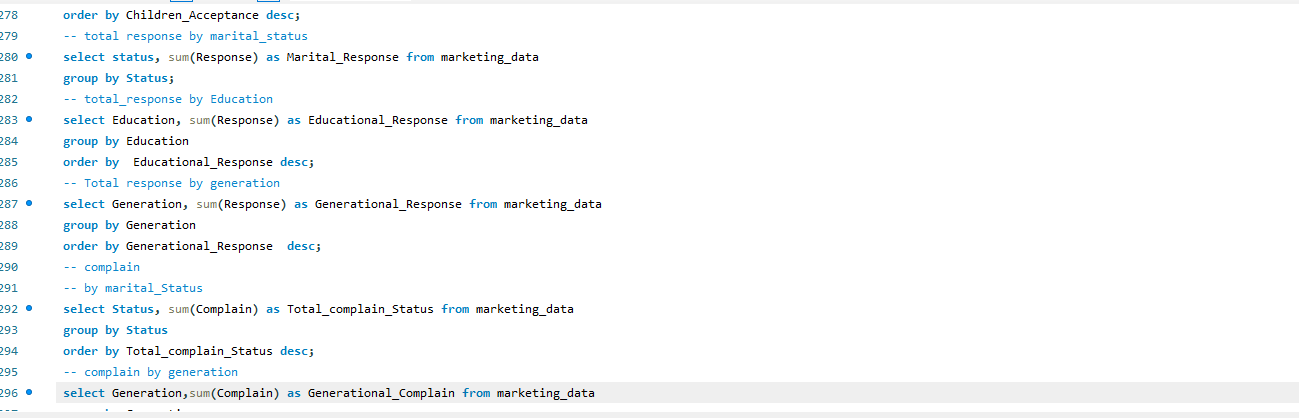 278 order by Children_Acceptance desc;
279 -- total response by marital_status
280 select status, sum(Response) as Marital_Response from marketing_data
281 group by Status;
282 -- total_response by Education
283 select Education, sum(Response) as Educational_Response from marketing_data
284 group by Education
285 order by  Educational_Response desc;
286 -- Total response by generation
287 select Generation, sum(Response) as Generational_Response from marketing_data
288 group by Generation
289 order by Generational_Response  desc;
290 -- complain
291 -- by marital_Status
292 select Status, sum(Complain) as Total_complain_Status from marketing_data
293 group by Status
294 order by Total_complain_Status desc;
295 -- complain by generation
296 select Generation,sum(Complain) as Generational_Complain from marketing_data